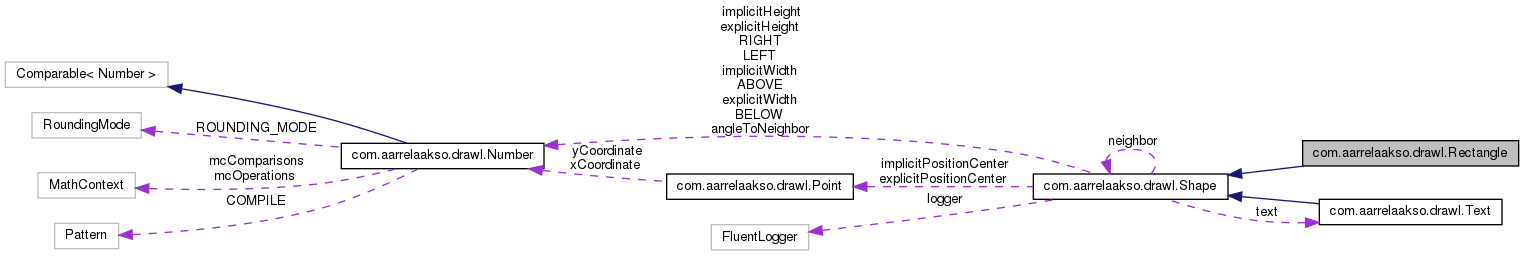 implicitHeight
explicitHeight
RIGHT
LEFT
implicitWidth
ABOVE
explicitWidth
BELOW
angleToNeighbor
Comparable< Number >
RoundingMode
ROUNDING_MODE
com.aarrelaakso.drawl.Number
mcComparisons
mcOperations
MathContext
COMPILE
Pattern
yCoordinate
xCoordinate
com.aarrelaakso.drawl.Point
implicitPositionCenter
explicitPositionCenter
logger
FluentLogger
neighbor
com.aarrelaakso.drawl.Shape
com.aarrelaakso.drawl.Rectangle
text
com.aarrelaakso.drawl.Text